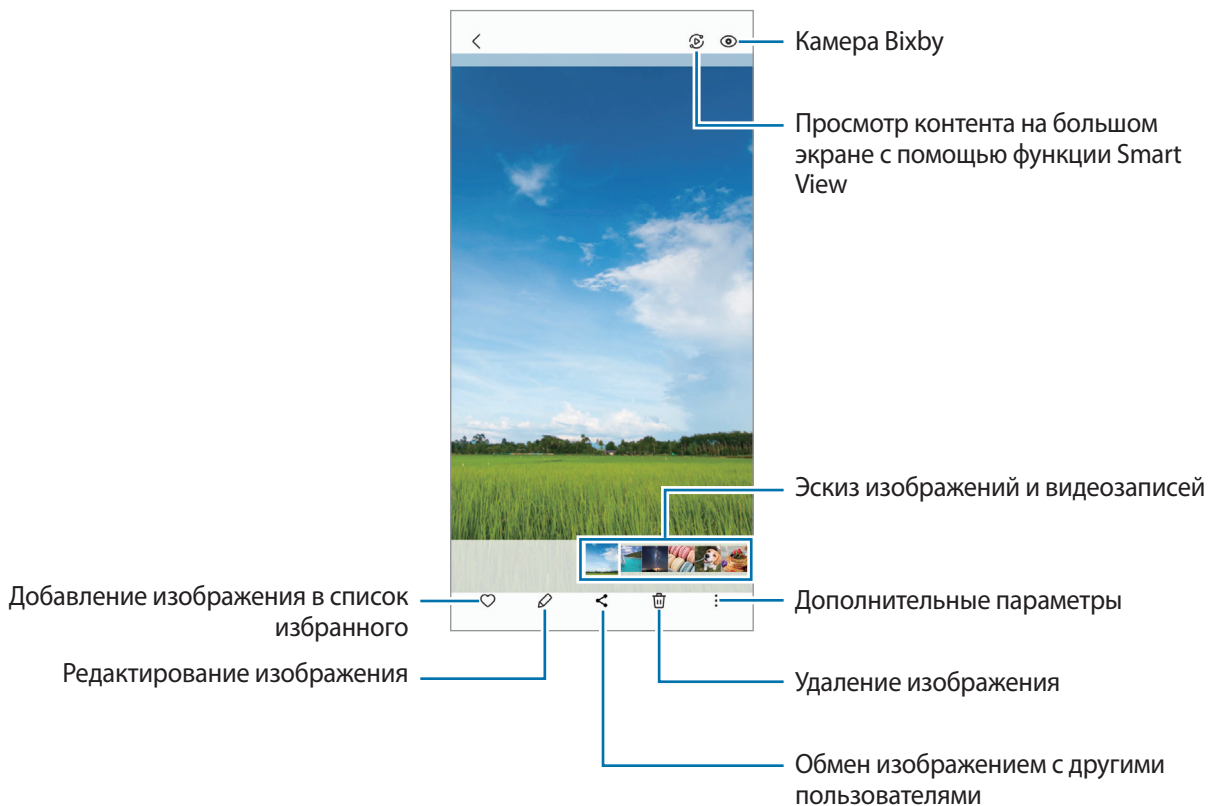 Камера Bixby
Просмотр контента на большом
экране с помощью функции Smart
View
Эскиз изображений и видеозаписей
Добавление изображения в список
избранного
Дополнительные параметры
Редактирование изображения
Удаление изображения
Обмен изображением с другими
пользователями